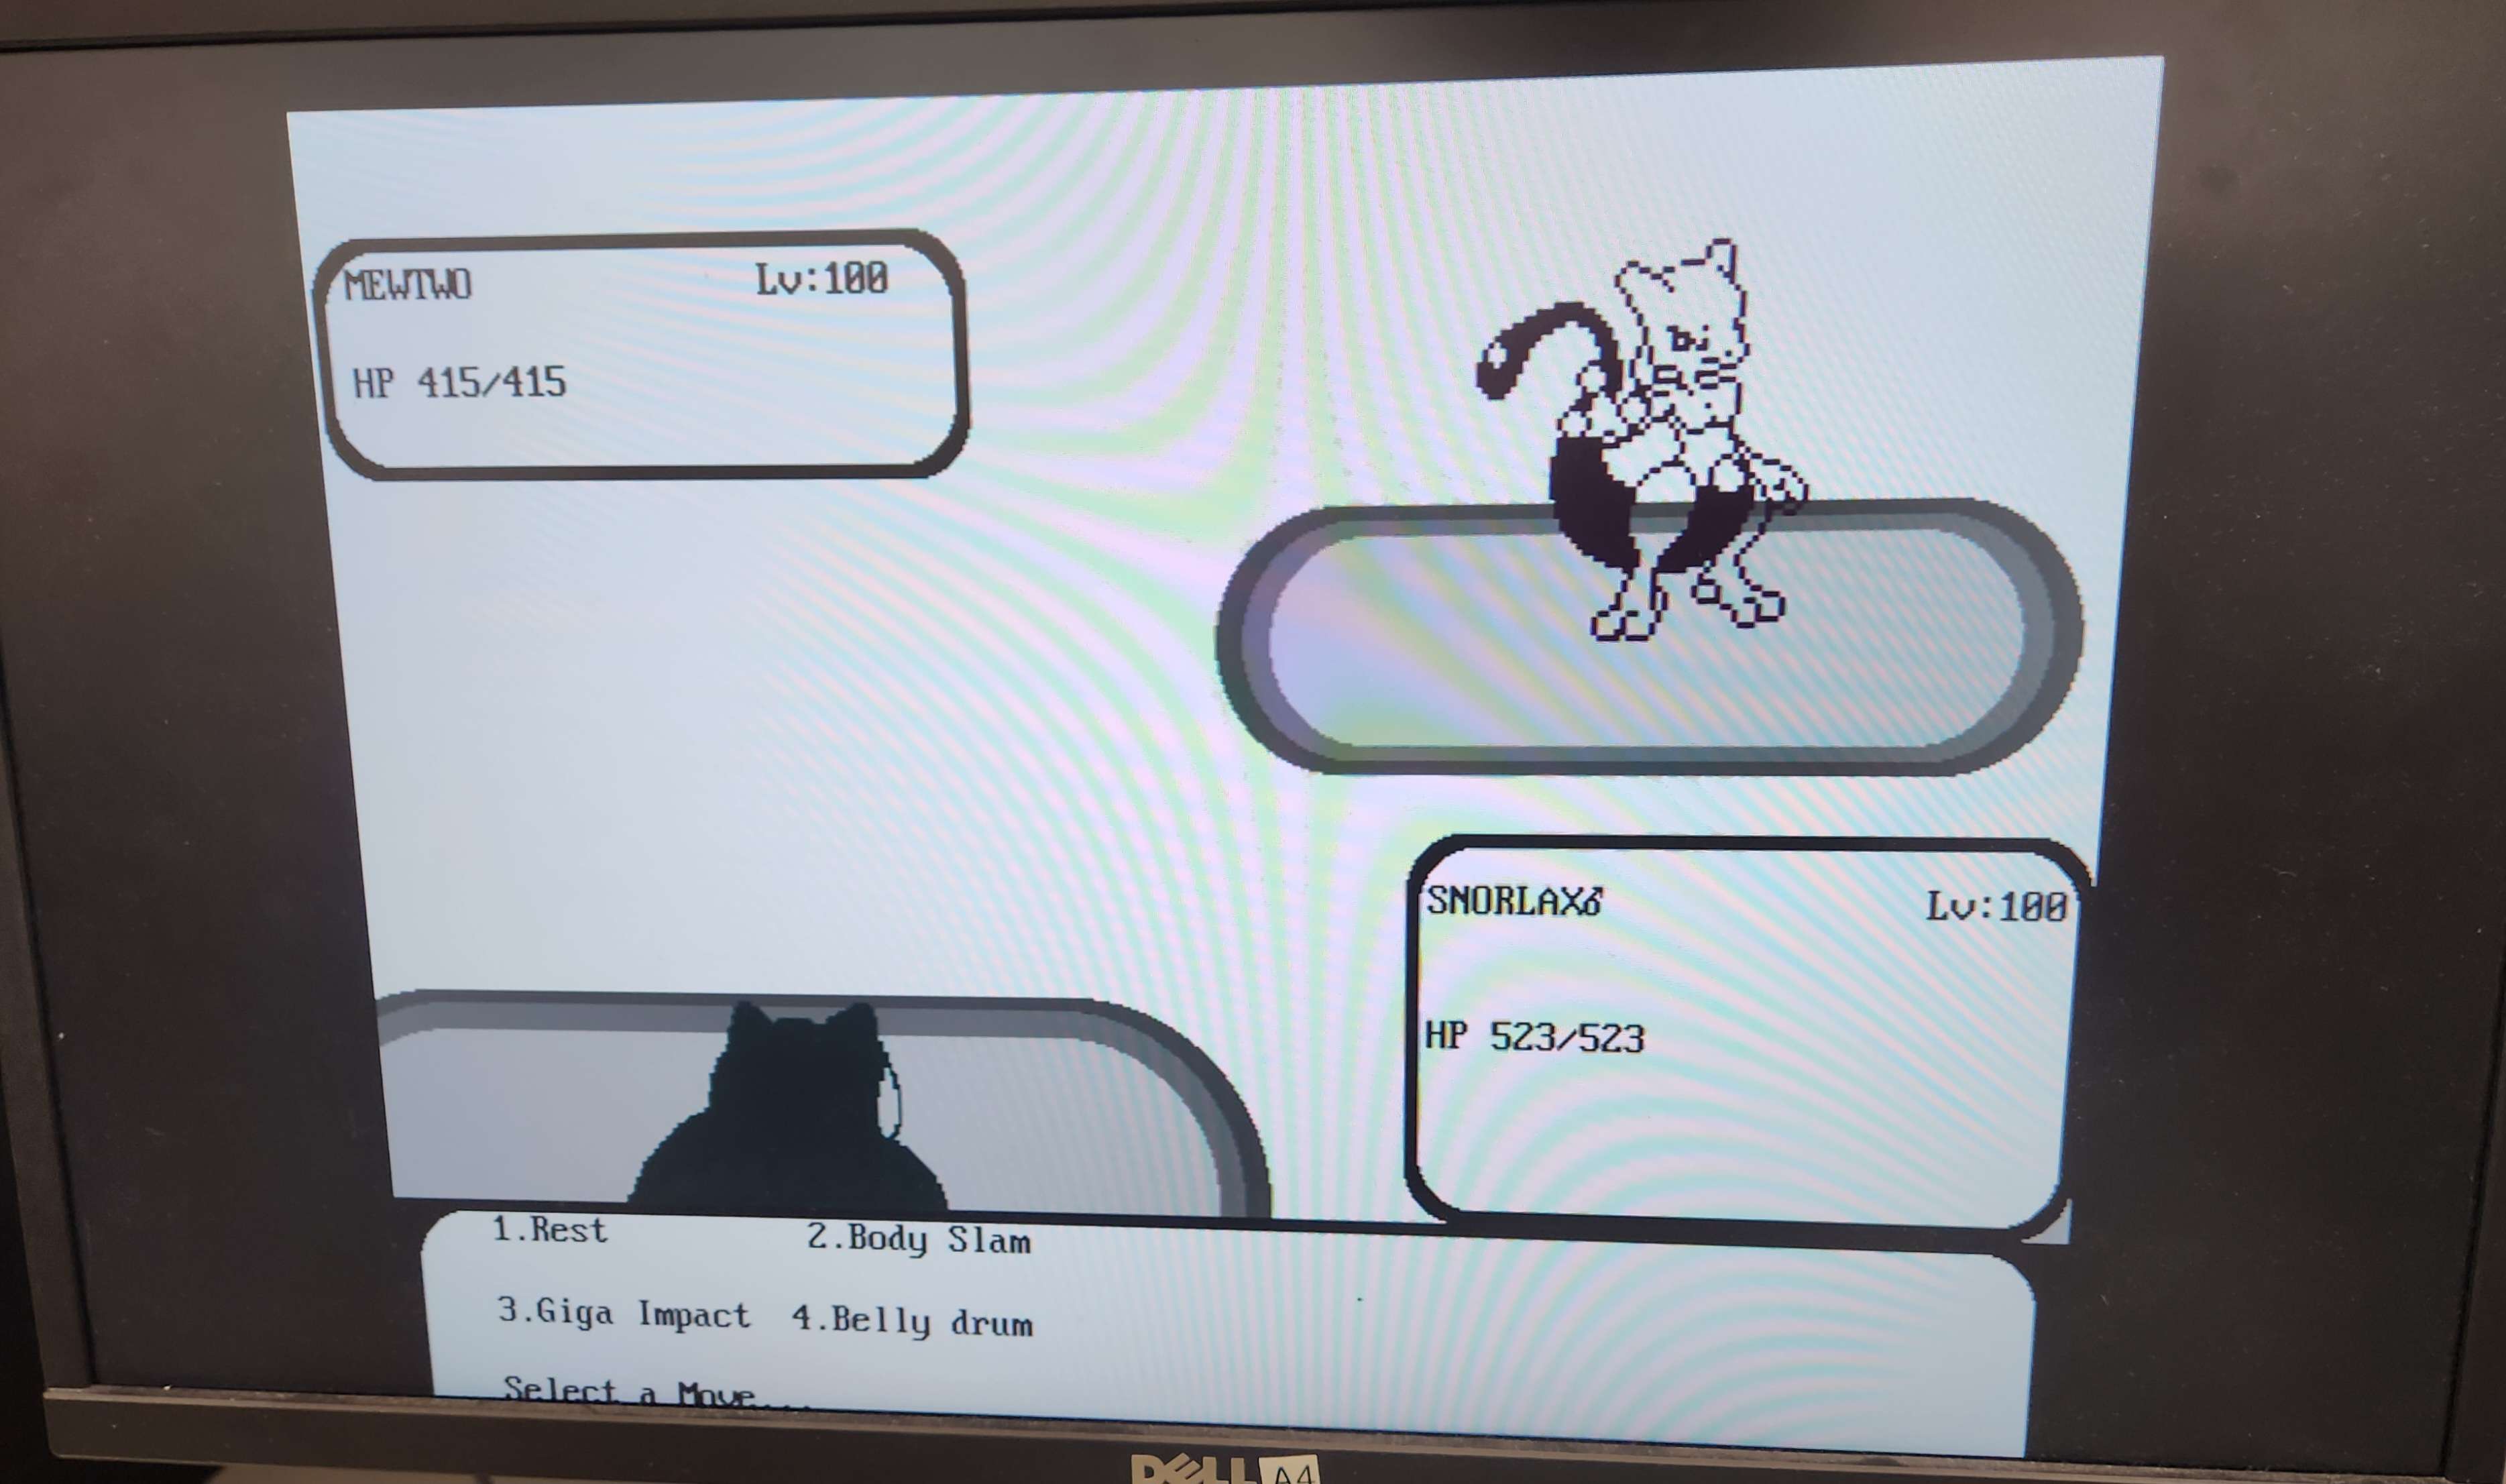 MEWTWO Lv:100
HP 415/415
SNORLAX♂ Lv:100
HP 523/523
1.Rest 2.Body Slam
3.Giga Impact 4.Belly drum
Select a Move...
DELL A4